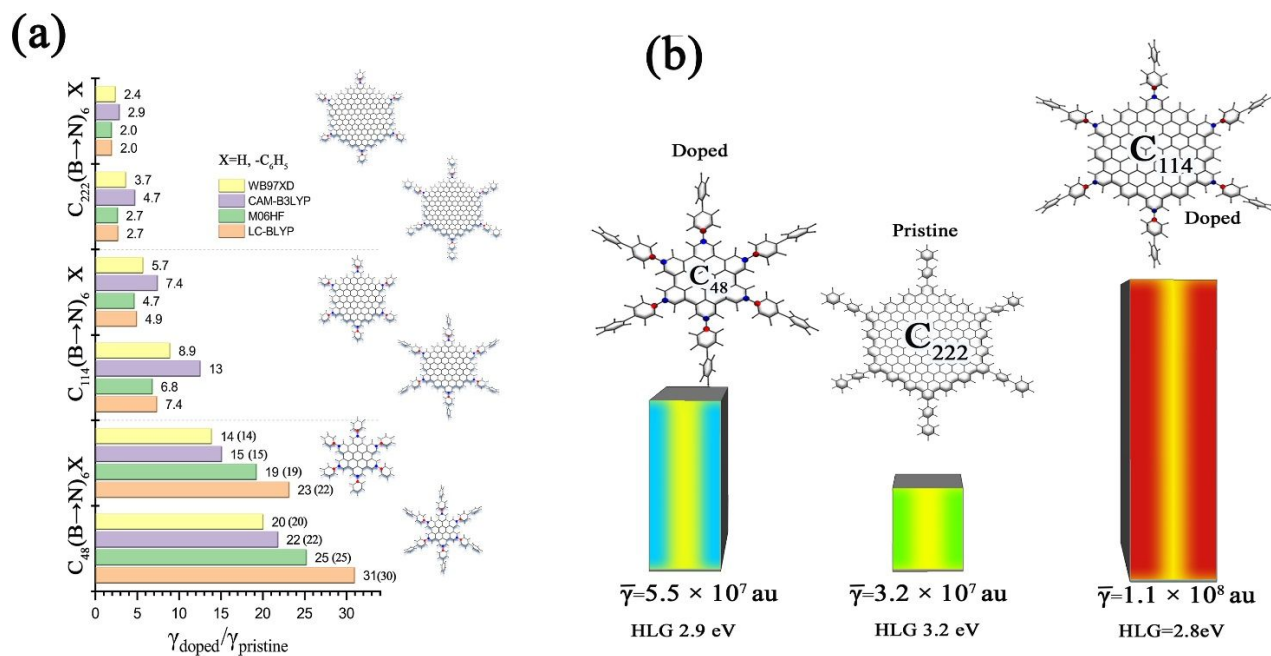 (a)
C₂₂₂(B→N)₆ X
2.4
2.9
2.0
2.0
3.7
4.7
2.7
2.7
X=H, -C₆H₅
WB97XD
CAM-B3LYP
M06HF
LC-BLYP
C₁₁₄(B→N)₆ X
5.7
7.4
4.7
4.9
8.9
13
6.8
7.4
C₄₈(B→N)₆X
14 (14)
15 (15)
19 (19)
23 (22)
20 (20)
22 (22)
25 (25)
31(30)
0 5 10 15 20 25 30
γdoped/γpristine
(b)
Doped
C₄₈
γ̅=5.5 × 10⁷ au
HLG 2.9 eV
Pristine
C₂₂₂
γ̅=3.2 × 10⁷ au
HLG 3.2 eV
C₁₁₄
Doped
γ̅=1.1 × 10⁸ au
HLG=2.8eV